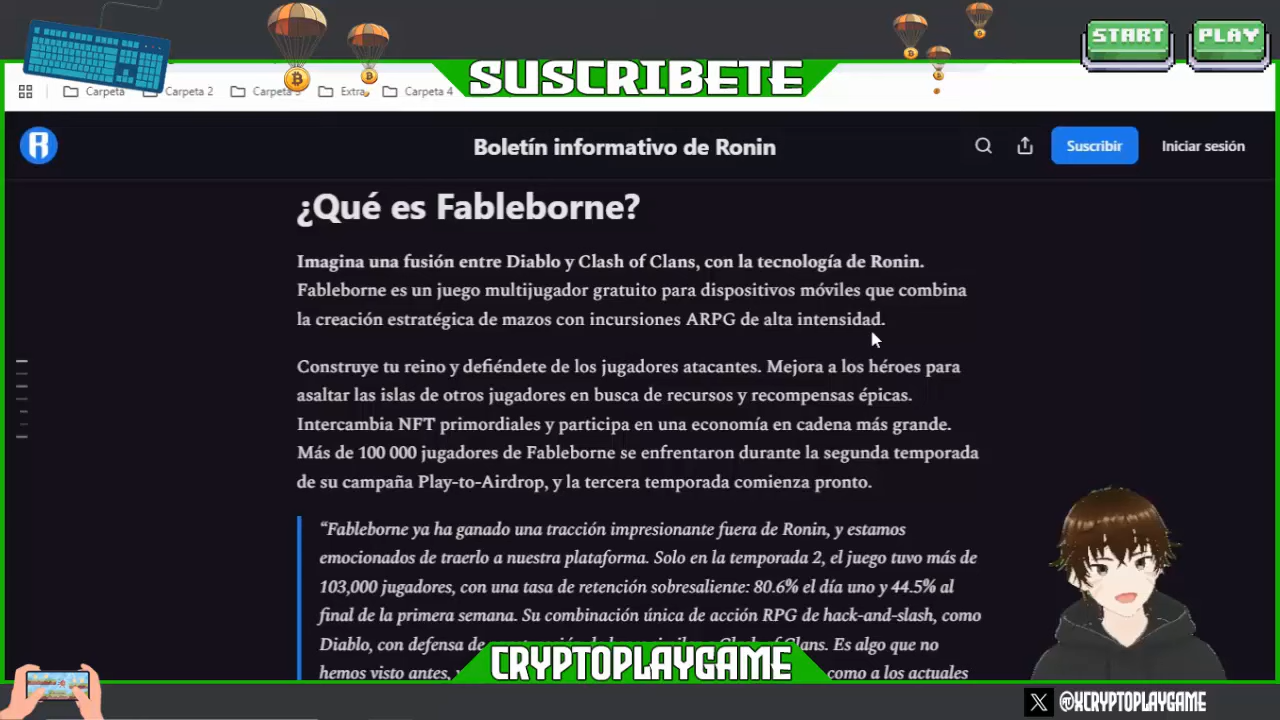 START PLAY
SUSCRIBETE
Carpeta Carpeta 2 Carpeta Extra Carpeta 4
Boletín informativo de Ronin
Suscribir
Iniciar sesión
¿Qué es Fableborne?
Imagina una fusión entre Diablo y Clash of Clans, con la tecnología de Ronin.
Fableborne es un juego multijugador gratuito para dispositivos móviles que combina
la creación estratégica de mazos con incursiones ARPG de alta intensidad.
Construye tu reino y defiéndete de los jugadores atacantes. Mejora a los héroes para
asaltar las islas de otros jugadores en busca de recursos y recompensas épicas.
Intercambia NFT primordiales y participa en una economía en cadena más grande.
Más de 100 000 jugadores de Fableborne se enfrentaron durante la segunda temporada
de su campaña Play-to-Airdrop, y la tercera temporada comienza pronto.
“Fableborne ya ha ganado una tracción impresionante fuera de Ronin, y estamos
emocionados de traerlo a nuestra plataforma. Solo en la temporada 2, el juego tuvo más de
103,000 jugadores, con una tasa de retención sobresaliente: 80.6% el día uno y 44.5% al
final de la primera semana. Su combinación única de acción RPG de hack-and-slash, como
Diablo, con defensa de Clans. Es algo que no
hemos visto antes, como a los actuales
CRYPTOPLAYGAME
@XCRYPTOPLAYGAME